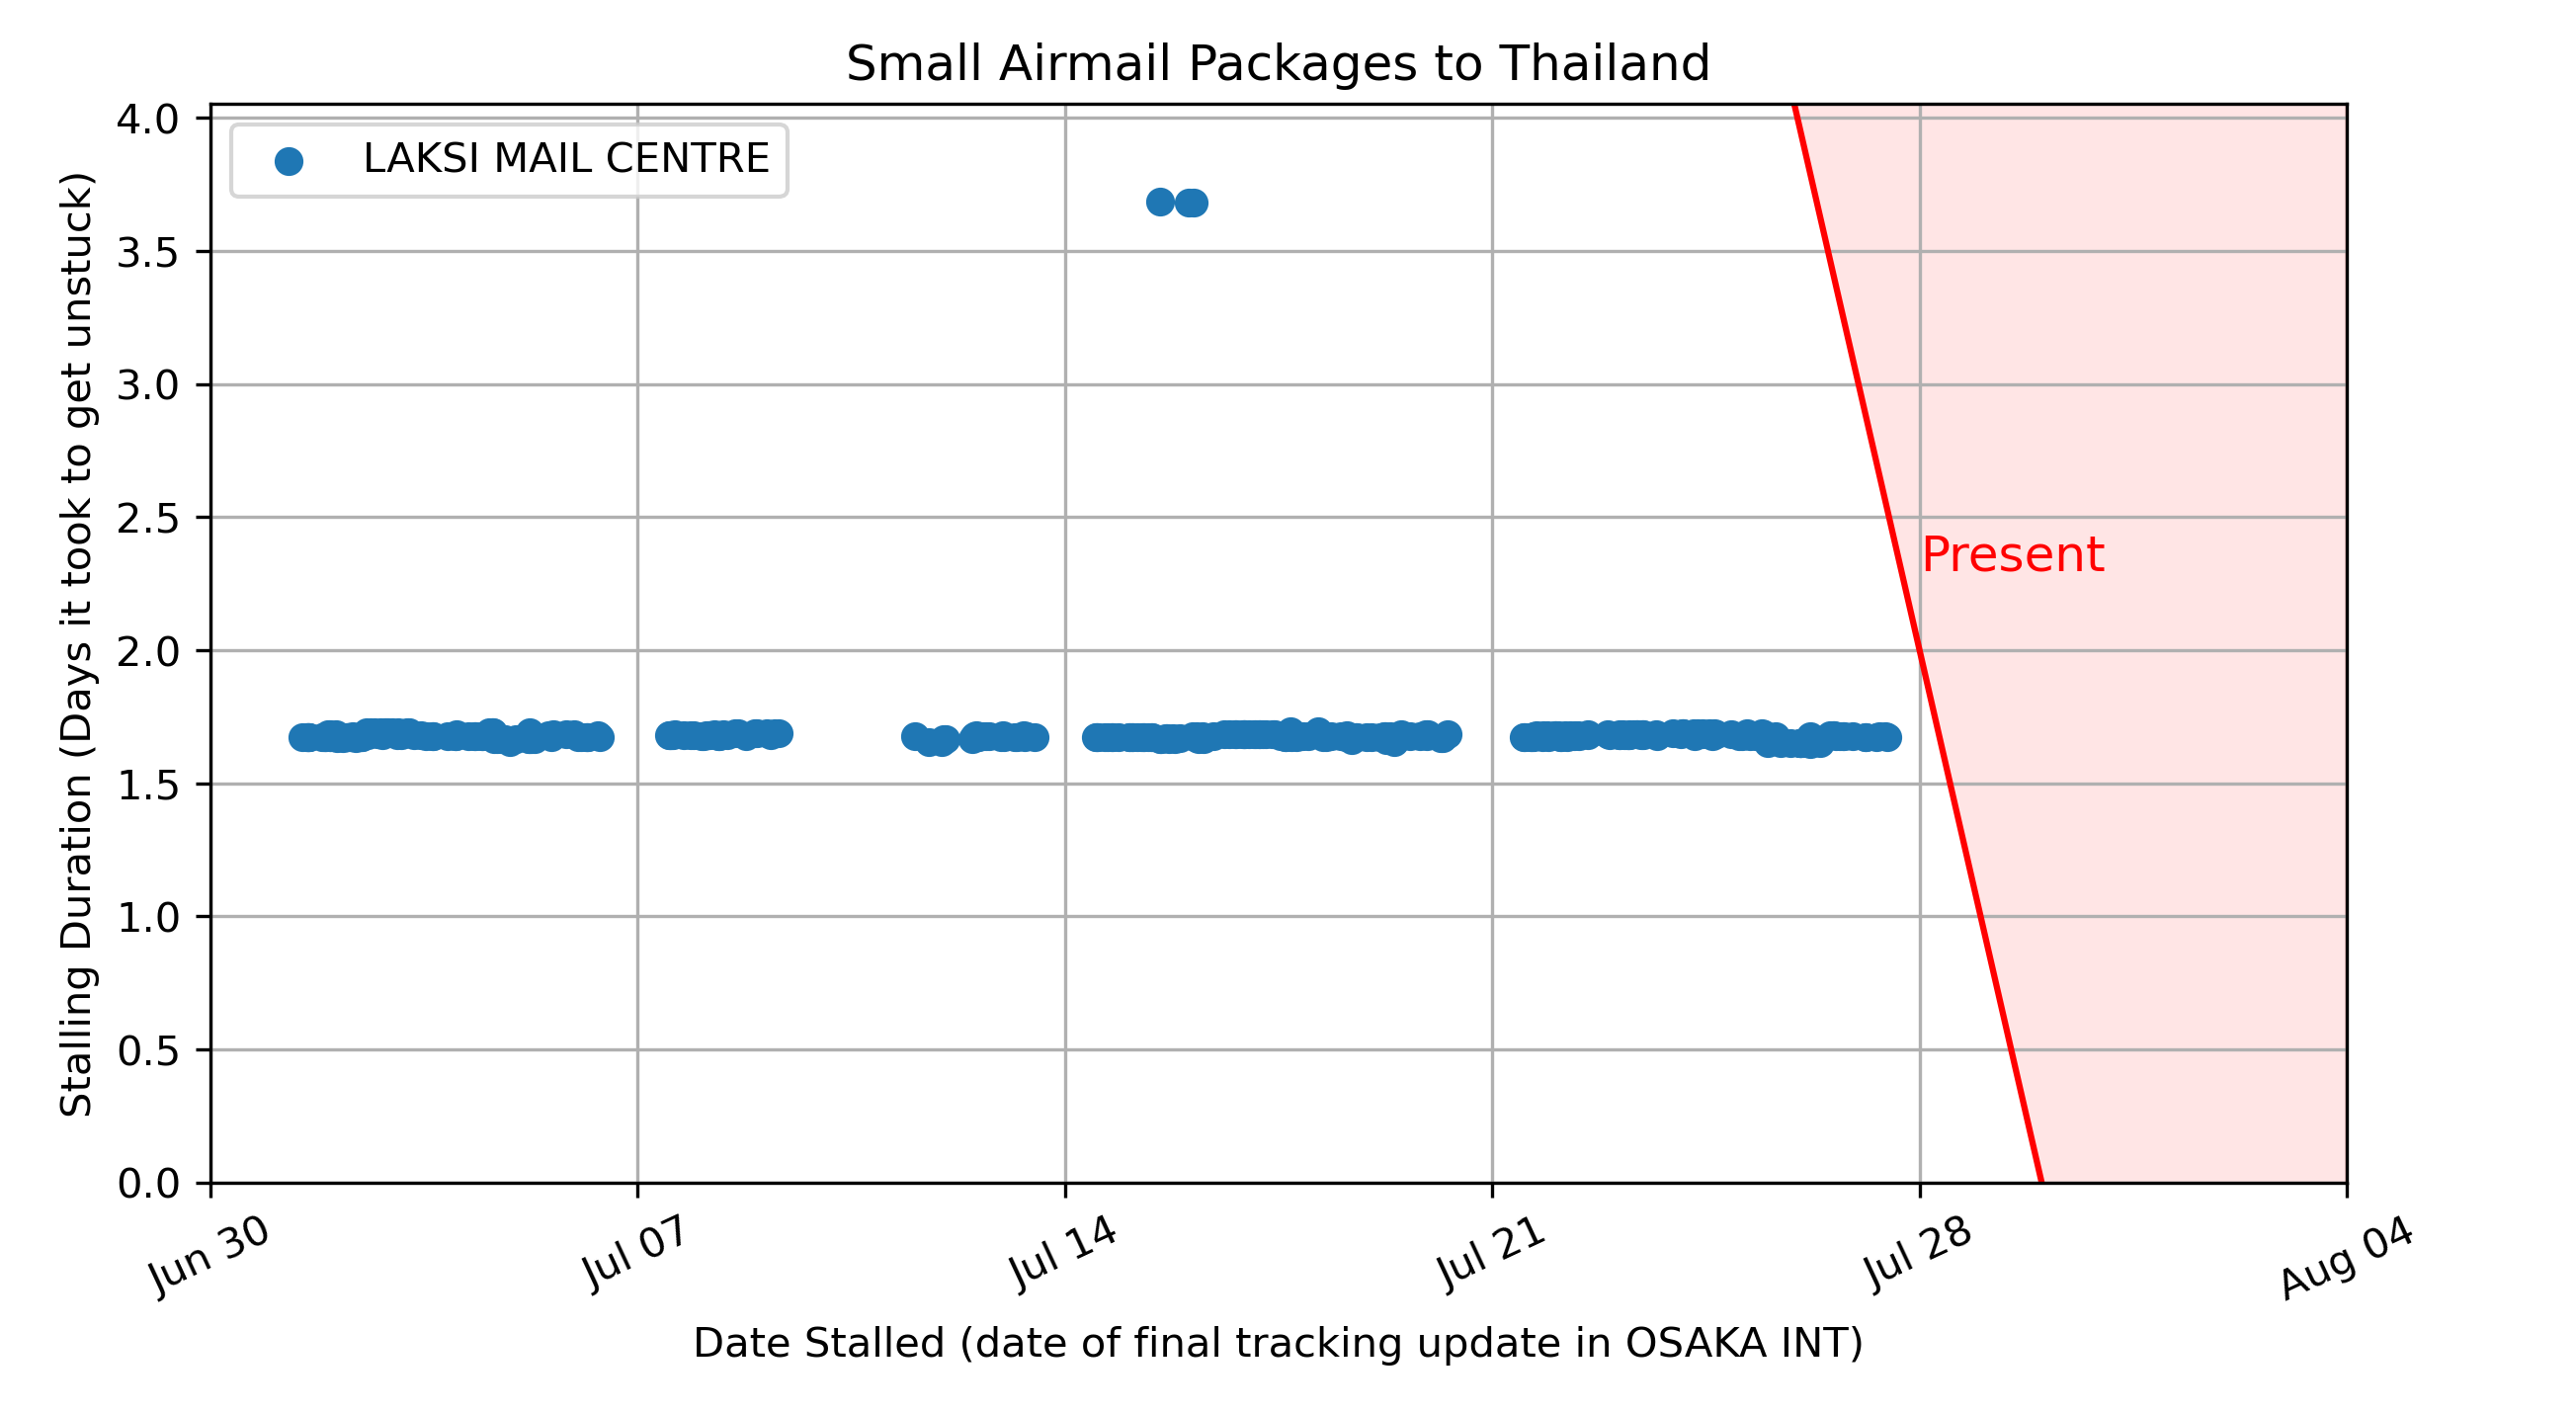 Small Airmail Packages to Thailand
LAKSI MAIL CENTRE
Stalling Duration (Days it took to get unstuck)
4.0
3.5
3.0
2.5
2.0
1.5
1.0
0.5
0.0
Present
Jun 30
Jul 07
Jul 14
Jul 21
Jul 28
Aug 04
Date Stalled (date of final tracking update in OSAKA INT)